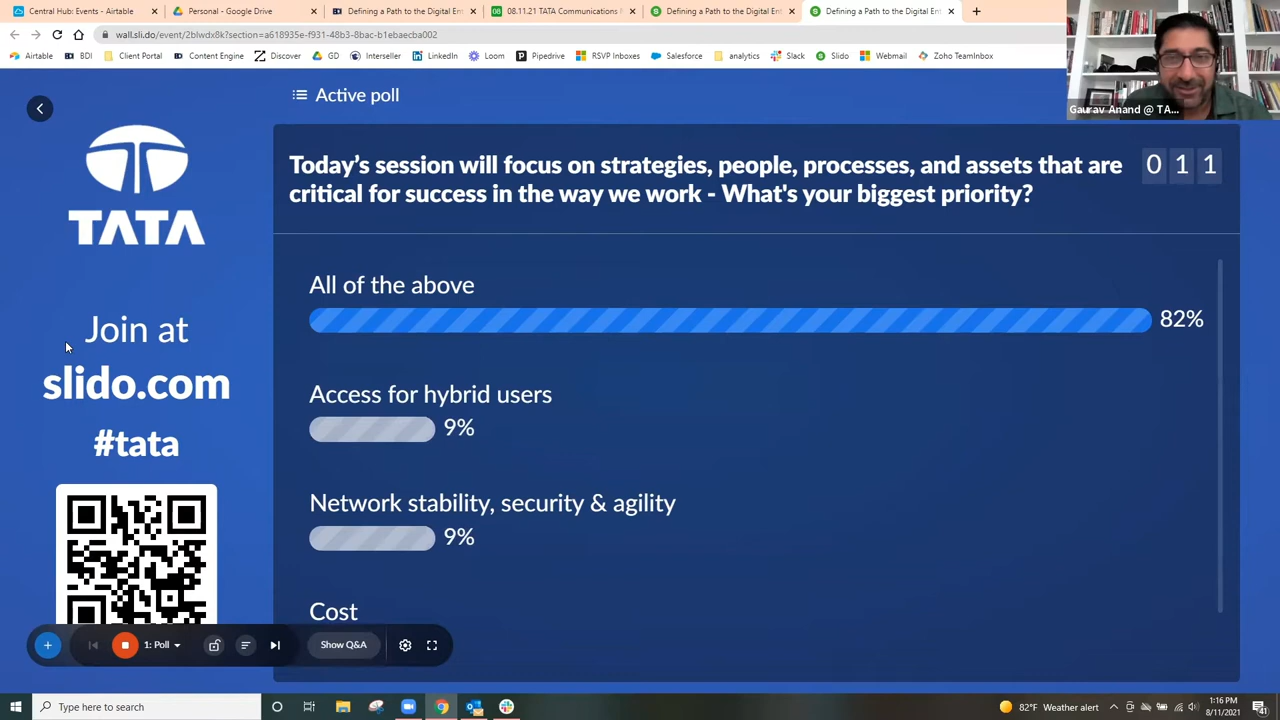 Central Hub: Events - Airtable
Personal - Google Drive
Defining a Path to the Digital Ent
08.11.21 TATA Communications -
Defining a Path to the Digital Ent
Defining a Path to the Digital Ent
wall.sli.do/event/2blwdx8k?section=a618935e-f931-48b3-8bac-b1ebaecba002
Airtable
BDI
Client Portal
Content Engine
Discover
GD
Interseller
LinkedIn
Loom
Pipedrive
RSVP Inboxes
Salesforce
analytics
Slack
Slido
Webmail
Zoho TeamInbox
Gaurav Anand @ TA...
Active poll
TATA
Join at
slido.com
#tata
Today's session will focus on strategies, people, processes, and assets that are
critical for success in the way we work - What's your biggest priority?
0 1 1
All of the above
82%
Access for hybrid users
9%
Network stability, security & agility
9%
Cost
1: Poll
Show Q&A
Type here to search
82°F Weather alert
1:16 PM
8/11/2021
41